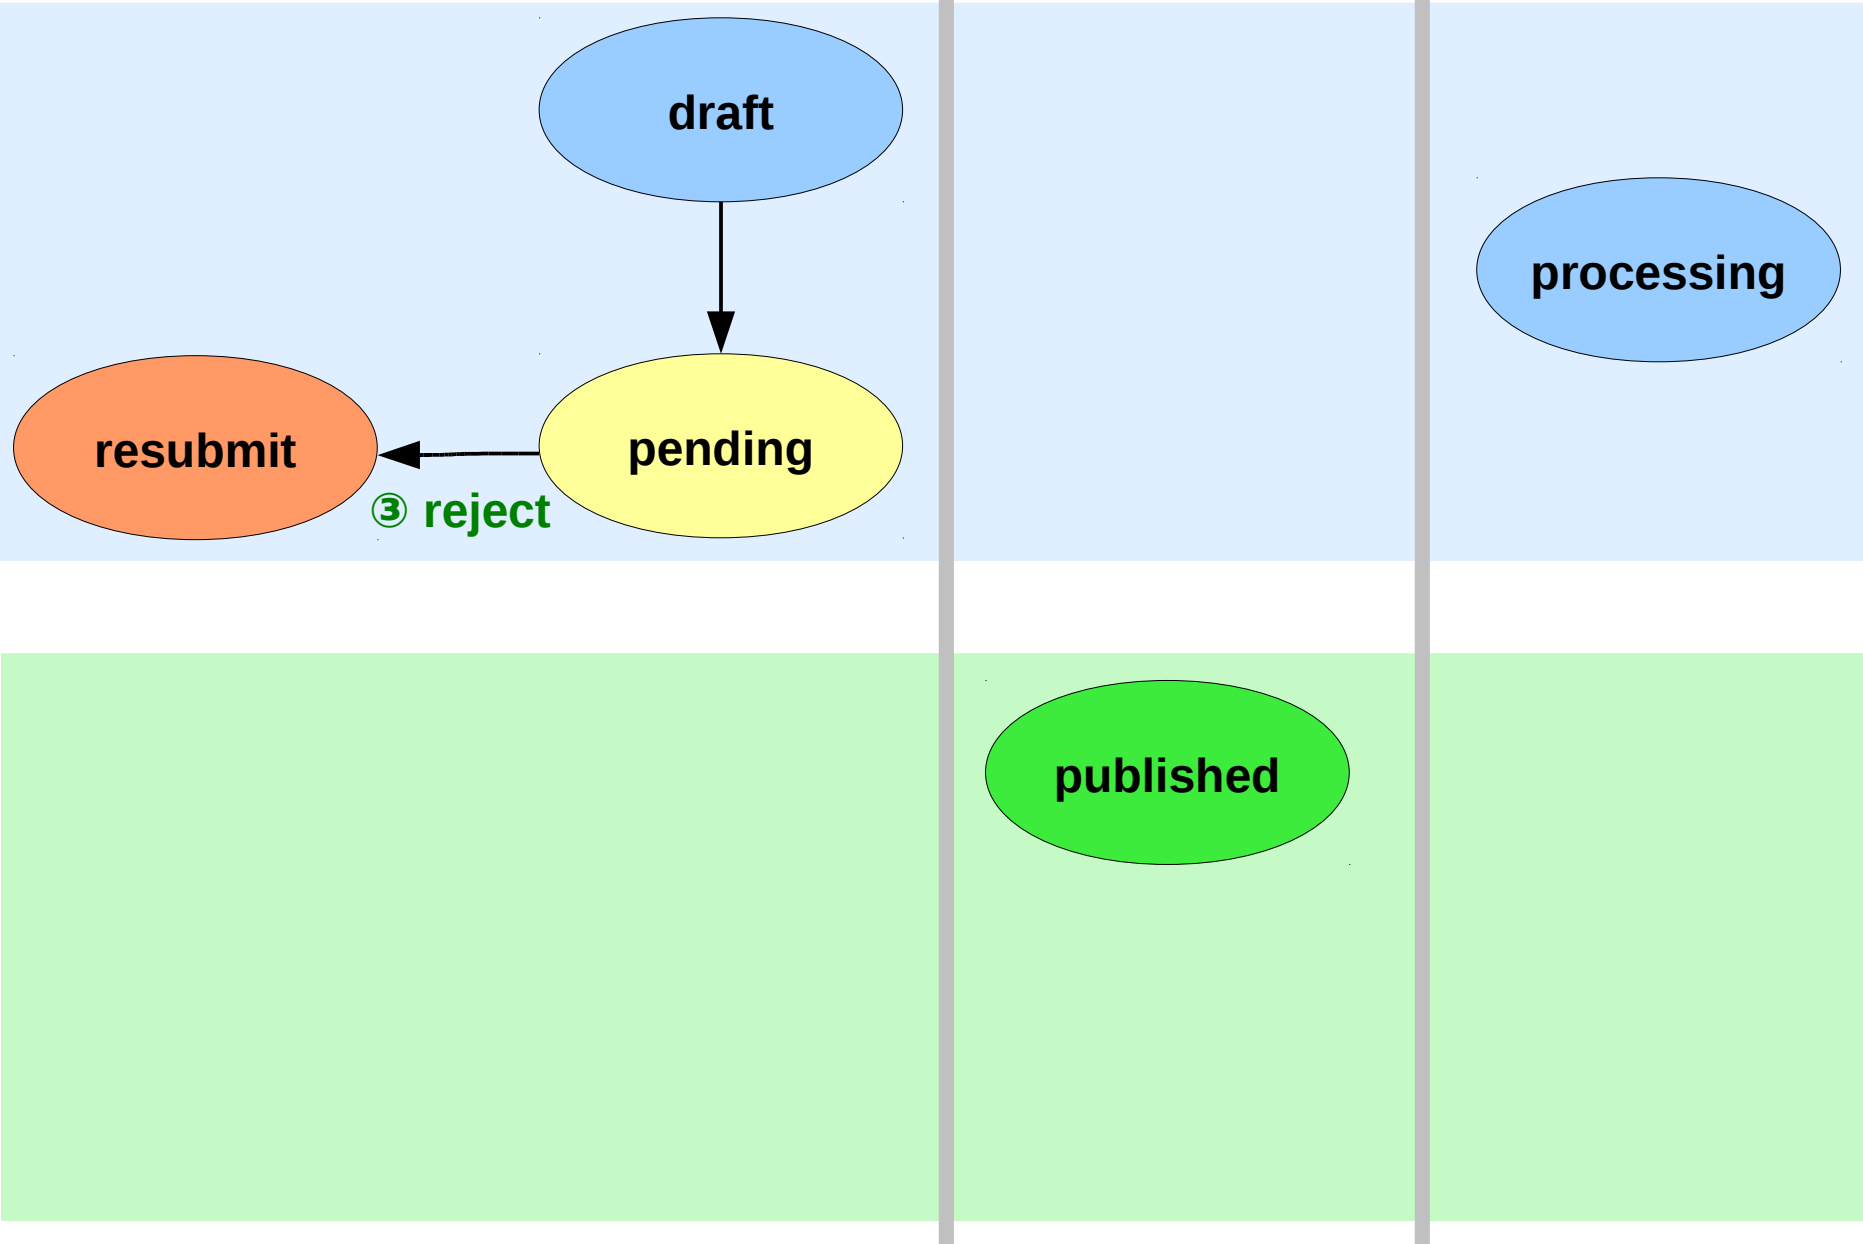 draft
processing
resubmit
pending
③ reject
published